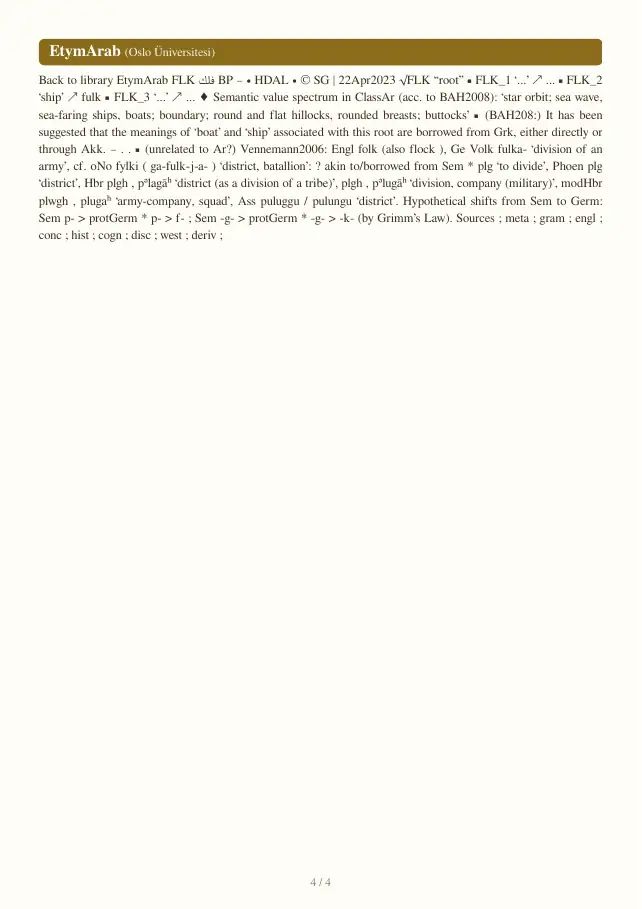 EtymArab (Oslo Üniversitesi)
Back to library EtymArab FLK فلك BP – • HDAL • © SG | 22Apr2023 √FLK “root” ▪ FLK_1 ‘...’ ↗ ... ▪ FLK_2
‘ship’ ↗ fulk ▪ FLK_3 ‘...’ ↗ ... ♦ Semantic value spectrum in ClassAr (acc. to BAH2008): ‘star orbit; sea wave,
sea-faring ships, boats; boundary; round and flat hillocks, rounded breasts; buttocks’ ▪ (BAH208:) It has been
suggested that the meanings of ‘boat’ and ‘ship’ associated with this root are borrowed from Grk, either directly or
through Akk. – . . ▪ (unrelated to Ar?) Vennemann2006: Engl folk (also flock ), Ge Volk fulka- ‘division of an
army’, cf. oNo fylki ( ga-fulk-j-a- ) ‘district, batallion’: ? akin to/borrowed from Sem * plg ‘to divide’, Phoen plg
‘district’, Hbr plgh , pᵊlagāʰ ‘district (as a division of a tribe)’, plgh , pᵊlugāʰ ‘division, company (military)’, modHbr
plwgh , plugaʰ ‘army-company, squad’, Ass puluggu / pulungu ‘district’. Hypothetical shifts from Sem to Germ:
Sem p- > protGerm * p- > f- ; Sem -g- > protGerm * -g- > -k- (by Grimm’s Law). Sources ; meta ; gram ; engl ;
conc ; hist ; cogn ; disc ; west ; deriv ;
4 / 4